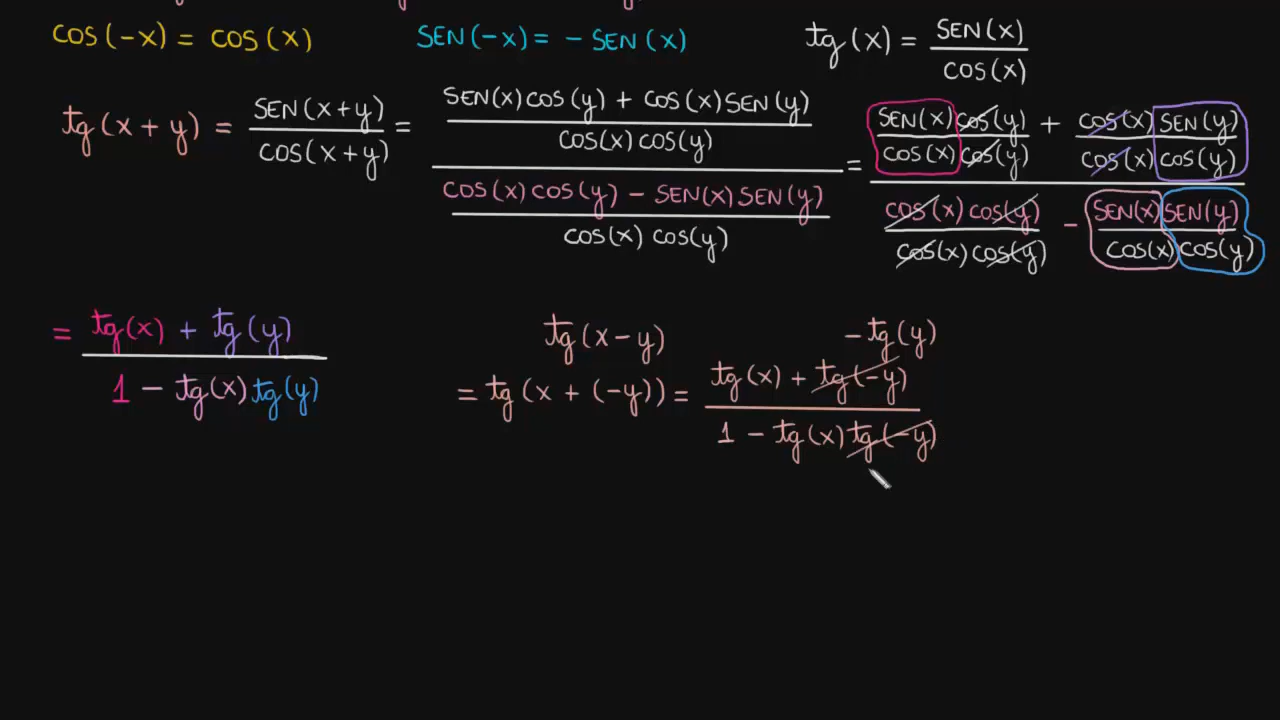 COS(-x) = COS(x) SEN(-x) = - SEN(x) tg(x) = SEN(x)/COS(x)
tg(x+y) = SEN(x+y)/COS(x+y) = (SEN(x)COS(y) + COS(x)SEN(y))/(COS(x)COS(y)) / (COS(x)COS(y) - SEN(x)SEN(y))/(COS(x)COS(y)) = (SEN(x)COS(y)/COS(x)COS(y) + COS(x)SEN(y)/COS(x)COS(y)) / (COS(x)COS(y)/COS(x)COS(y) - SEN(x)SEN(y)/COS(x)COS(y))
= (tg(x) + tg(y))/(1 - tg(x)tg(y))
tg(x-y)
-tg(y)
= tg(x+(-y)) = (tg(x) + tg(-y))/(1 - tg(x)tg(-y))